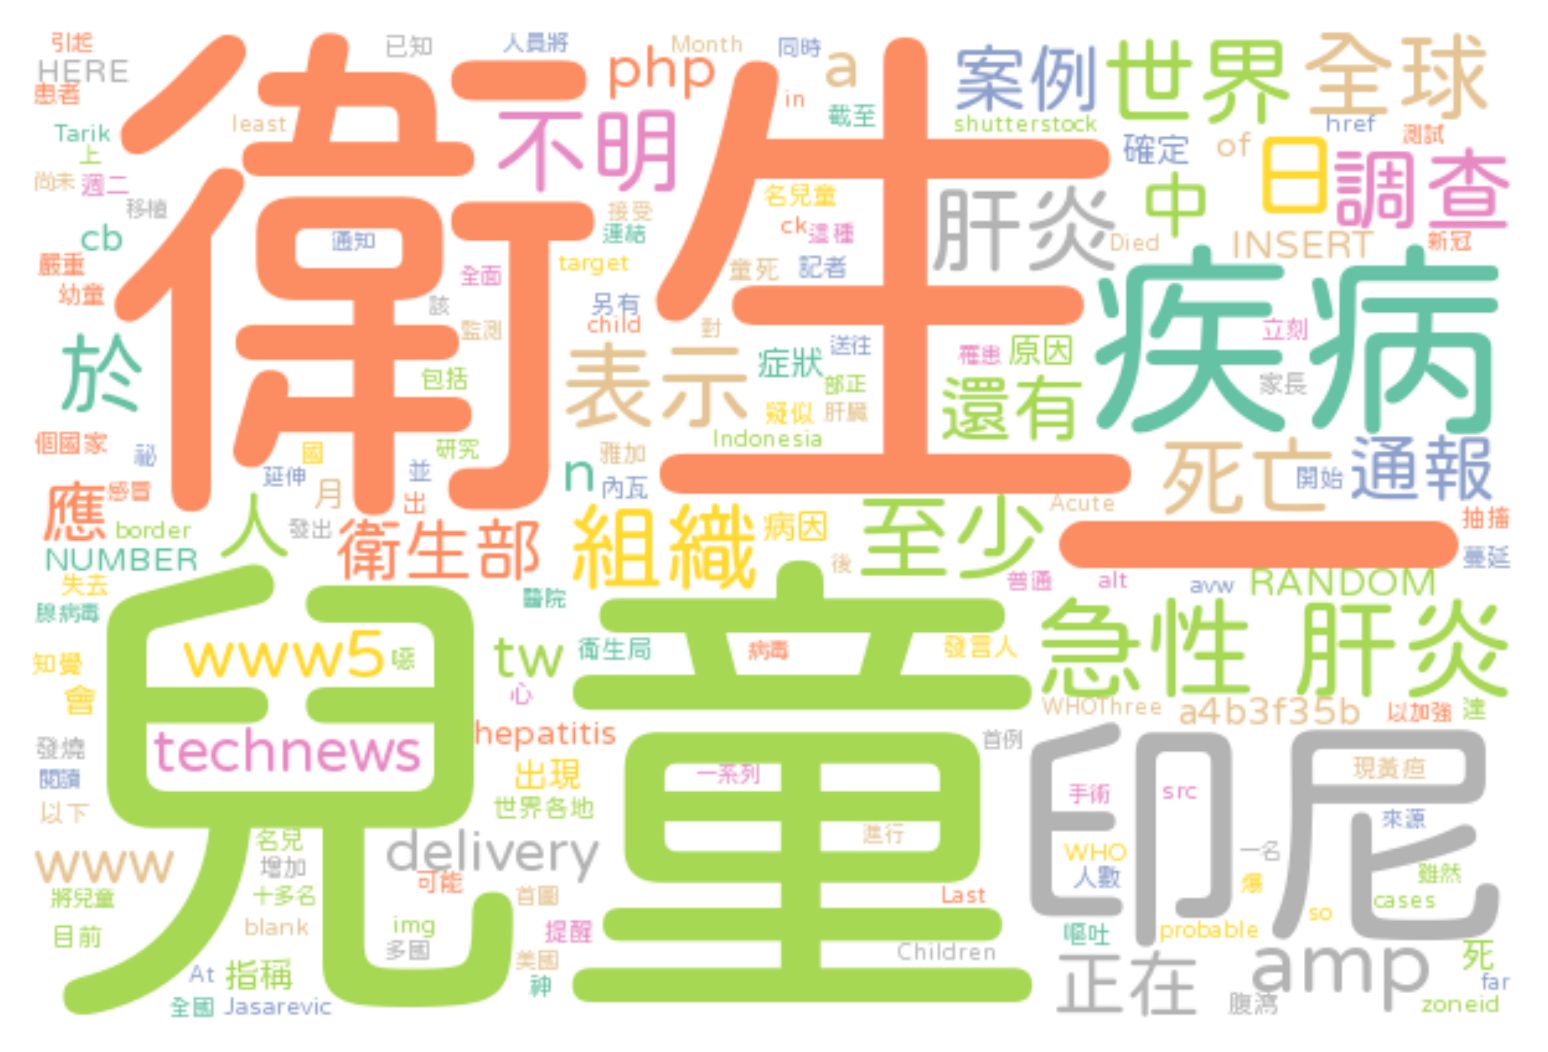 引起
已知
人員將
Month
同時
php
a
案例
世界
全球
HERE
患者
in
截至
shutterstock
href
測試
Tarik
least
不明
確定
of
日
調查
上
尚未
週二
衛生
中
移植
名兒童
肝炎
接受
ck
這種
cb
通知
連結
Died
INSERT
新冠
嚴重
全面
target
童死
記者
幼童
該
另有
疾病
監測
child
對
立刻
於
表示
症狀
送往
罹患
原因
包括
部正
還有
家長
疑似
肝臟
個國家
祕
國
研究
雅加
Indonesia
死亡
通報
延伸
並
n
內瓦
開始
應
感冒
月
出
Acute
border
人
發出
衛生部
組織
病因
至少
一
抽搐
NUMBER
後
蔓延
失去
醫院
普通
alt
avw
RANDOM
腺病毒
兒童
www5
噁
tw
衛生局
病毒
發言人
急性 肝炎
知覺
會
心
WHOThree
a4b3f35b
以加強
達
發燒
technews
hepatitis
首例
印尼
閱讀
出現
一系列
現黃疸
以下
世界各地
手術
src
來源
名兒
delivery
進行
www
增加
WHO
一名
可能
人數
爆
雖然
將兒童
十多名
首圖
Last
cases
目前
blank
img
提醒
嘔吐
probable
so
多國
美國
Children
正在
amp
死
At
指稱
神
far
全國
Jasarevic
腹瀉
zoneid